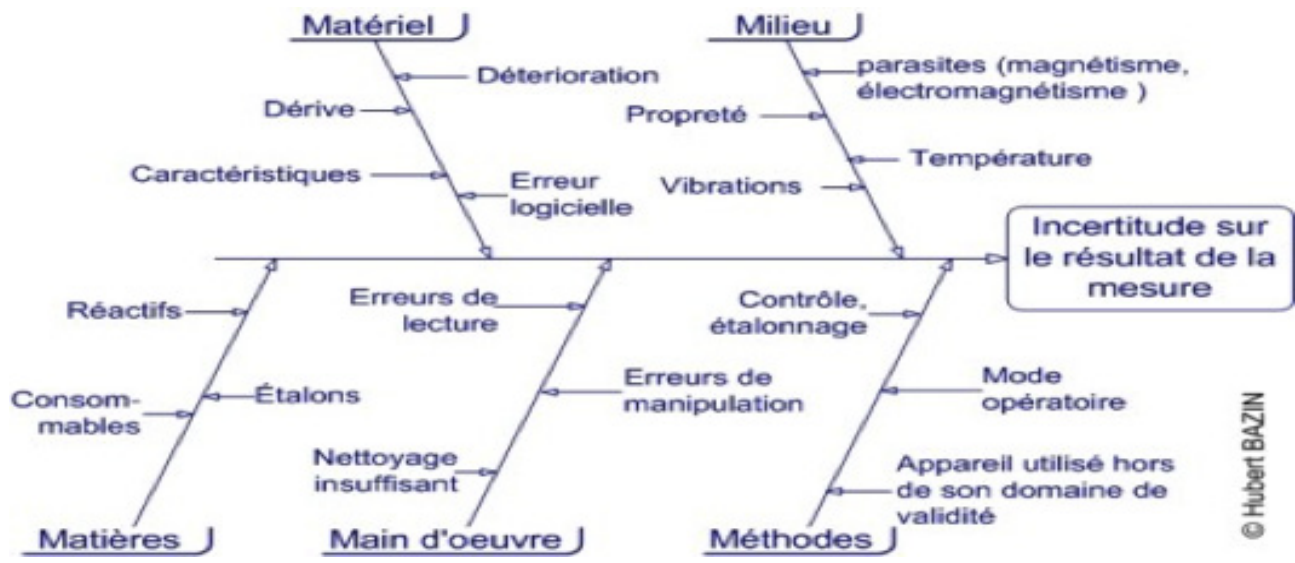 Matériel
Milieu
Déterioration
Dérive
Caractéristiques
Erreur
logicielle
parasites (magnétisme,
électromagnétisme )
Propreté
Température
Vibrations
Incertitude sur
le résultat de la
mesure
Réactifs
Consom-
mables
Étalons
Erreurs de
lecture
Erreurs de
manipulation
Nettoyage
insuffisant
Contrôle,
étalonnage
Mode
opératoire
Appareil utilisé hors
de son domaine de
validité
Matières
Main d'oeuvre
Méthodes
© Hubert BAZIN